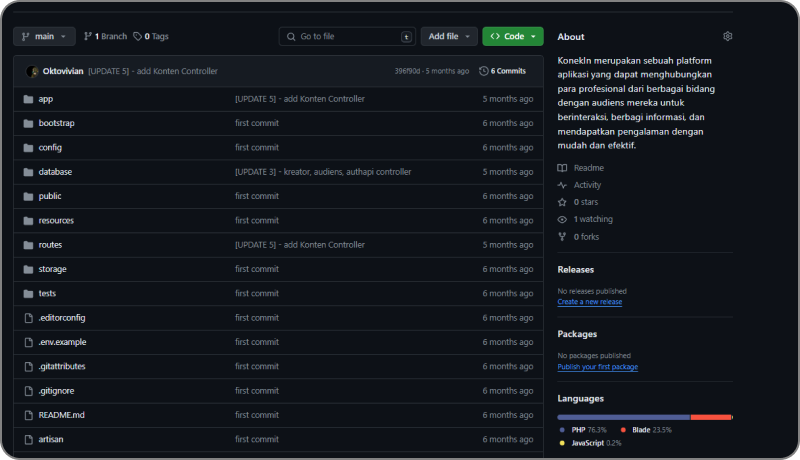 main
1 Branch
0 Tags
Go to file
t
Add file
Code
Oktovivian [UPDATE 5] - add Konten Controller
396f90d · 5 months ago
6 Commits
app [UPDATE 5] - add Konten Controller 5 months ago
bootstrap first commit 6 months ago
config first commit 6 months ago
database [UPDATE 3] - kreator, audiens, authapi controller 5 months ago
public first commit 6 months ago
resources first commit 6 months ago
routes [UPDATE 5] - add Konten Controller 5 months ago
storage first commit 6 months ago
tests first commit 6 months ago
.editorconfig first commit 6 months ago
.env.example first commit 6 months ago
.gitattributes first commit 6 months ago
.gitignore first commit 6 months ago
README.md first commit 6 months ago
artisan first commit 6 months ago
About
KonekIn merupakan sebuah platform
aplikasi yang dapat menghubungkan
para profesional dari berbagai bidang
dengan audiens mereka untuk
berinteraksi, berbagi informasi, dan
mendapatkan pengalaman dengan
mudah dan efektif.
Readme
Activity
0 stars
1 watching
0 forks
Releases
No releases published
Create a new release
Packages
No packages published
Publish your first package
Languages
PHP 76.3% Blade 23.5%
JavaScript 0.2%